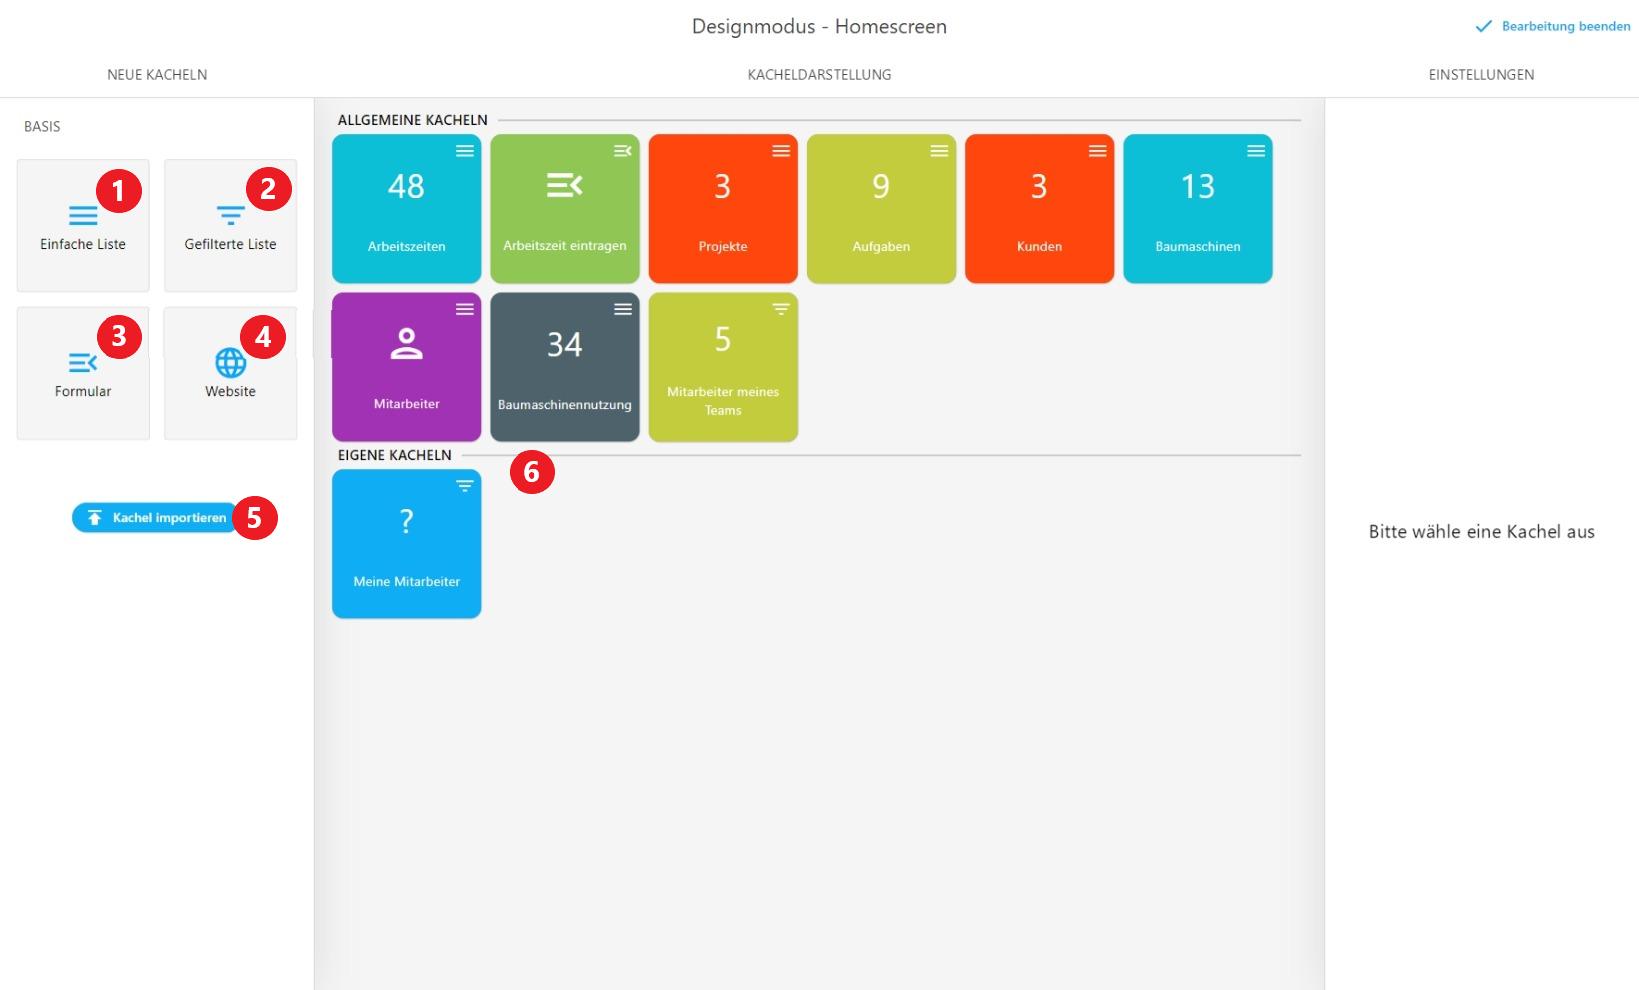 Designmodus - Homescreen
Bearbeitung beenden
NEUE KACHELN
KACHELDARSTELLUNG
EINSTELLUNGEN
BASIS
1
Einfache Liste
2
Gefilterte Liste
3
Formular
4
Website
Kachel importieren
5
ALLGEMEINE KACHELN
48
Arbeitszeiten
Arbeitszeit eintragen
3
Projekte
9
Aufgaben
3
Kunden
13
Baumaschinen
Mitarbeiter
34
Baumaschinennutzung
5
Mitarbeiter meines
Teams
EIGENE KACHELN
6
?
Meine Mitarbeiter
Bitte wähle eine Kachel aus